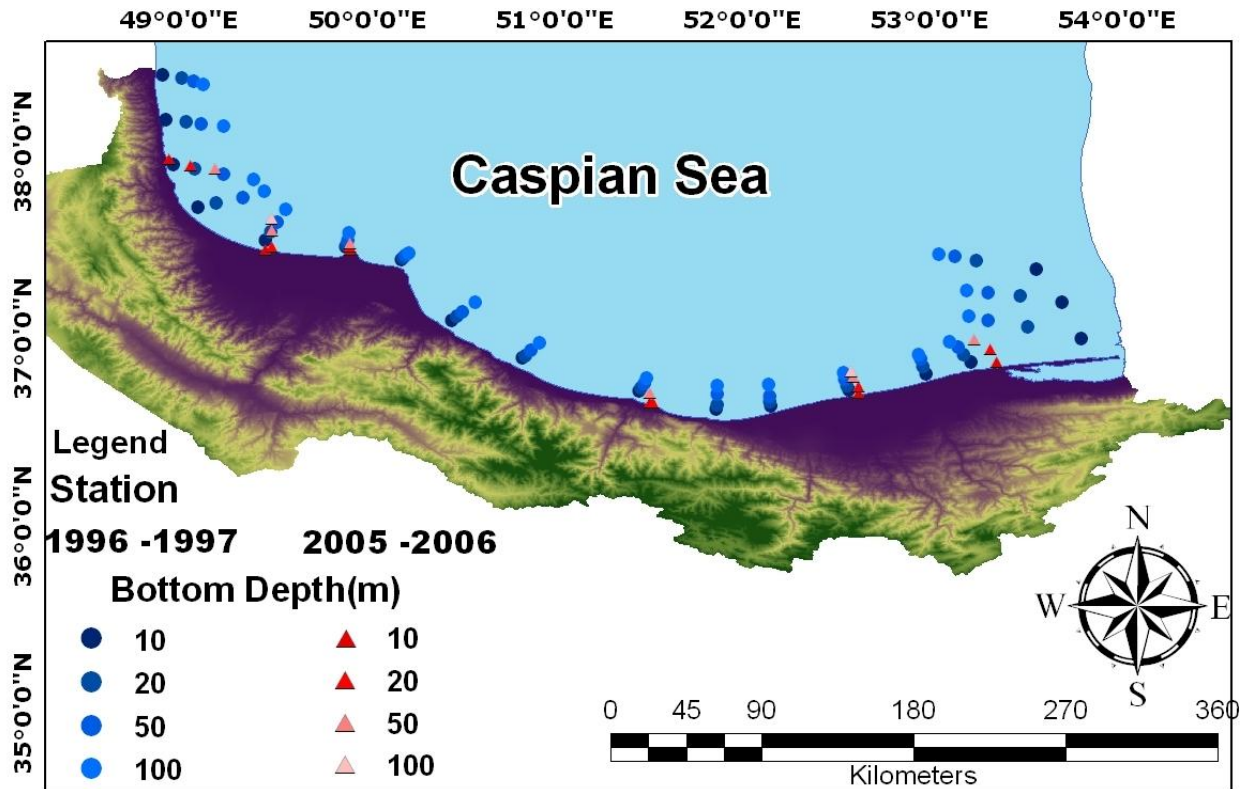 49°0'0"E 50°0'0"E 51°0'0"E 52°0'0"E 53°0'0"E 54°0'0"E
38°0'0"N
37°0'0"N
36°0'0"N
35°0'0"N
Caspian Sea
Legend
Station
1996 -1997 2005 -2006
Bottom Depth(m)
10 10
20 20
50 50
100 100
N
W E
S
0 45 90 180 270 360
Kilometers